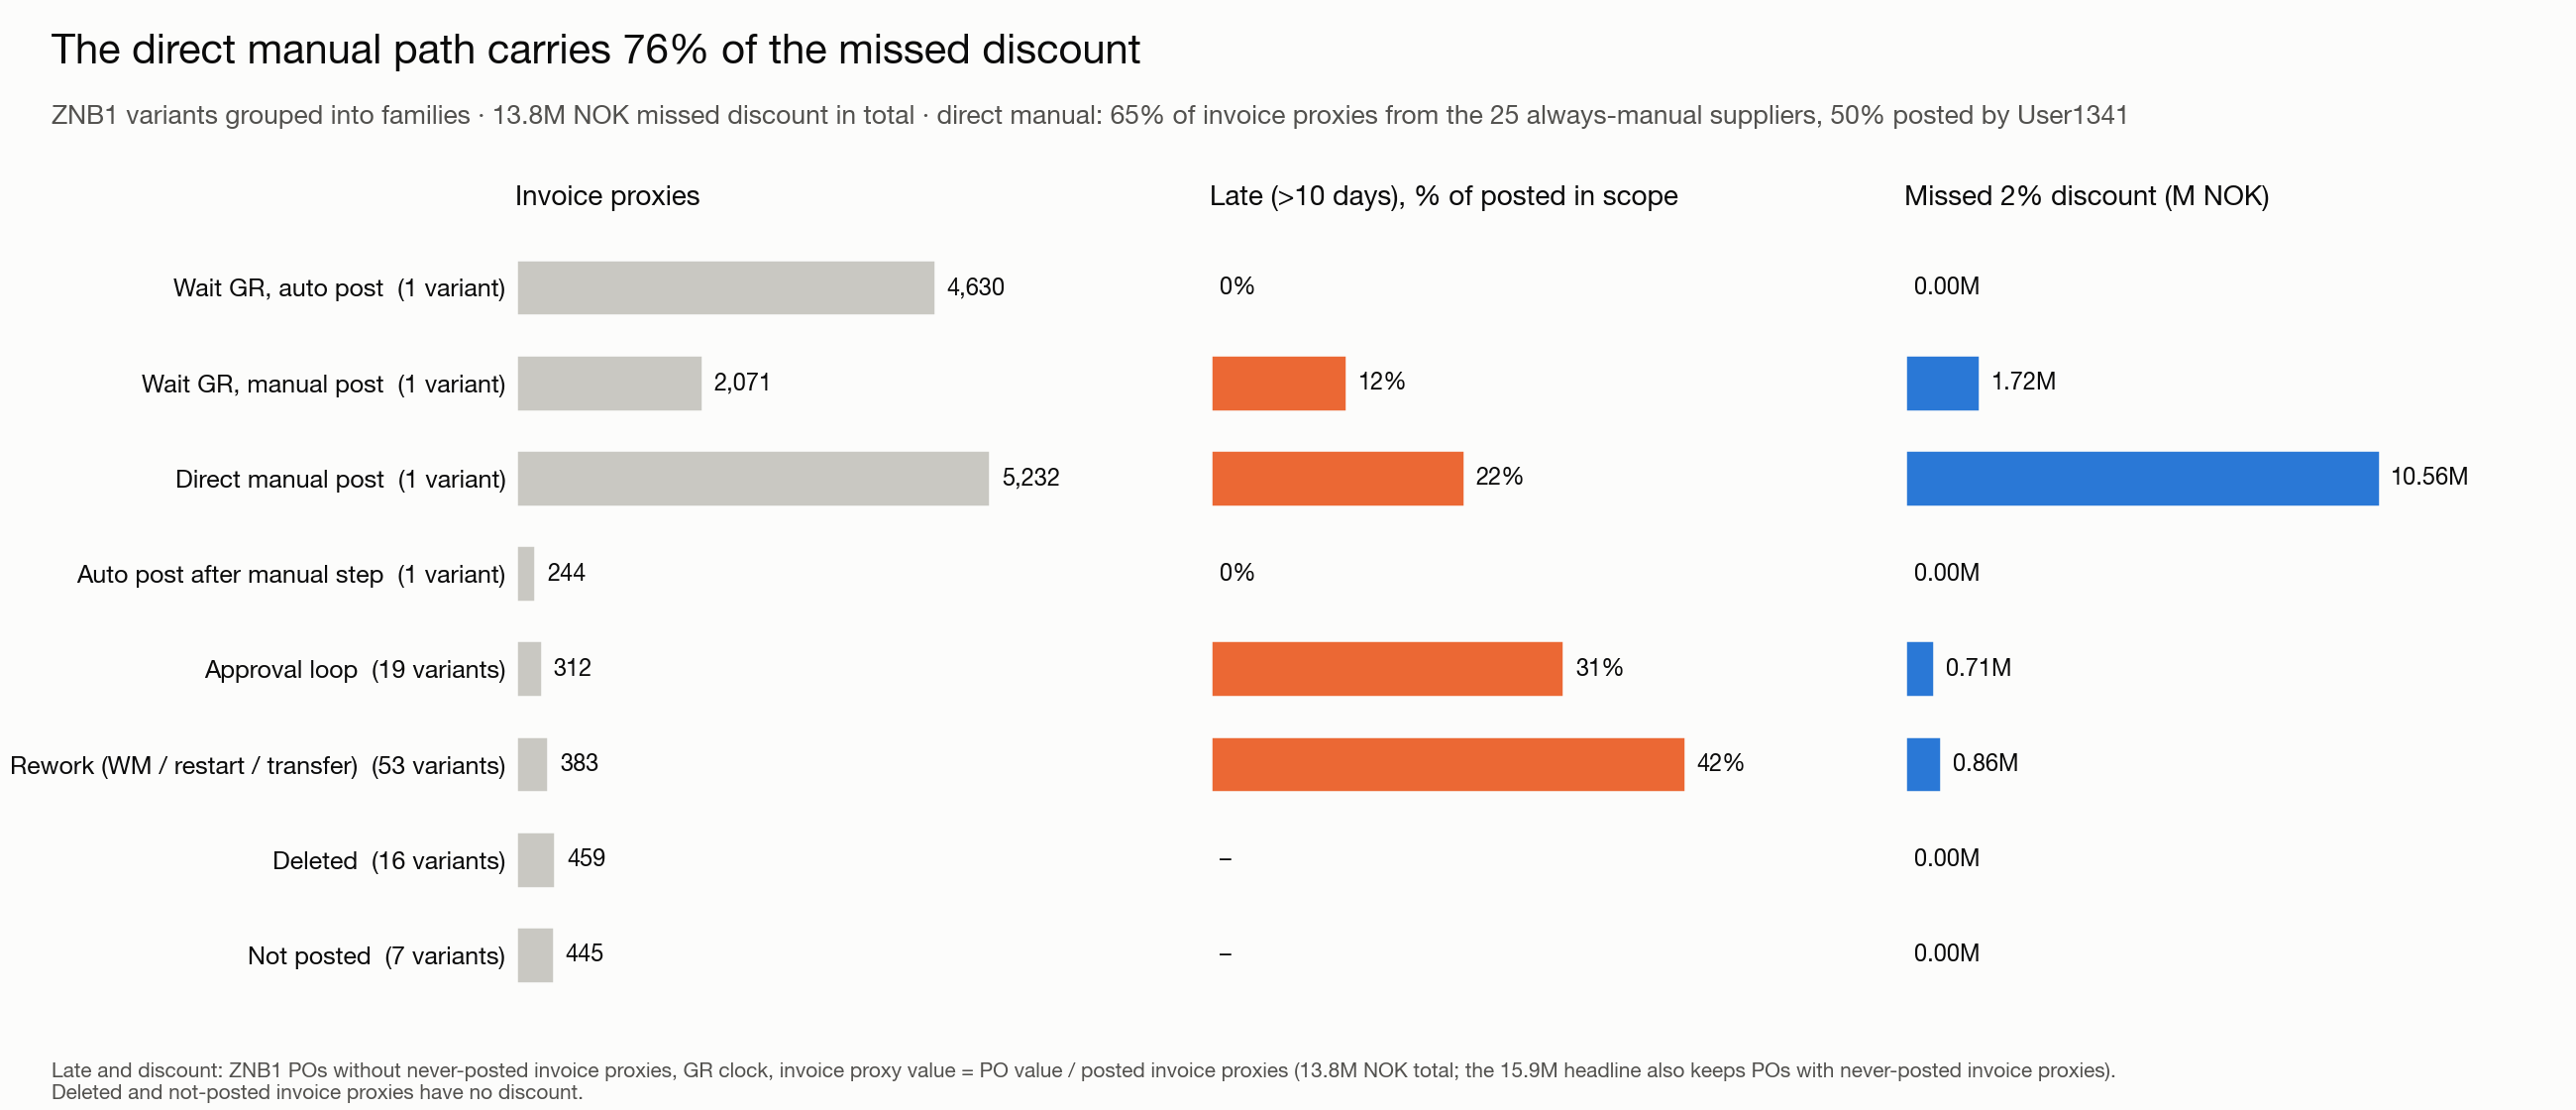 The direct manual path carries 76% of the missed discount
ZNB1 variants grouped into families · 13.8M NOK missed discount in total · direct manual: 65% of invoice proxies from the 25 always-manual suppliers, 50% posted by User1341
Invoice proxies Late (>10 days), % of posted in scope Missed 2% discount (M NOK)
Wait GR, auto post (1 variant) 4,630 0% 0.00M
Wait GR, manual post (1 variant) 2,071 12% 1.72M
Direct manual post (1 variant) 5,232 22% 10.56M
Auto post after manual step (1 variant) 244 0% 0.00M
Approval loop (19 variants) 312 31% 0.71M
Rework (WM / restart / transfer) (53 variants) 383 42% 0.86M
Deleted (16 variants) 459 – 0.00M
Not posted (7 variants) 445 – 0.00M
Late and discount: ZNB1 POs without never-posted invoice proxies, GR clock, invoice proxy value = PO value / posted invoice proxies (13.8M NOK total; the 15.9M headline also keeps POs with never-posted invoice proxies).
Deleted and not-posted invoice proxies have no discount.